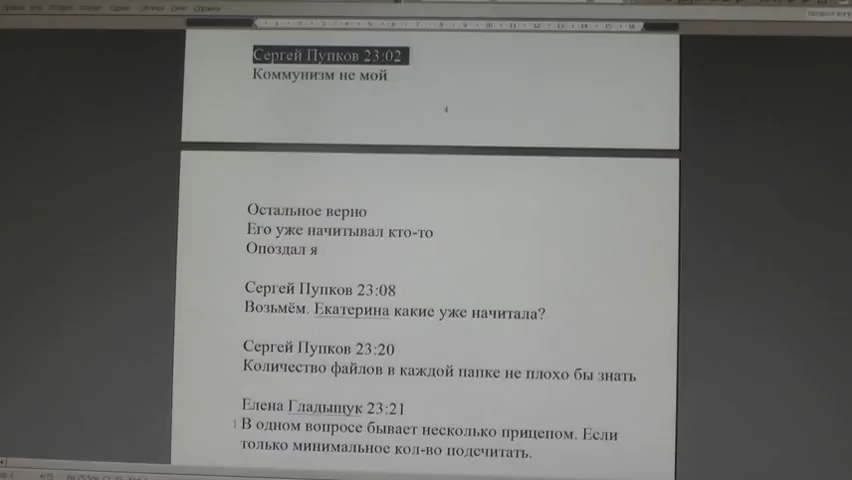 Сергей Пупков 23:02
Коммунизм не мой
4
Остальное верно
Его уже начитывал кто-то
Опоздал я
Сергей Пупков 23:08
Возьмём. Екатерина какие уже начитала?
Сергей Пупков 23:20
Количество файлов в каждой папке не плохо бы знать
Елена Гладыщук 23:21
В одном вопросе бывает несколько прицепом. Если
только минимальное кол-во подсчитать.